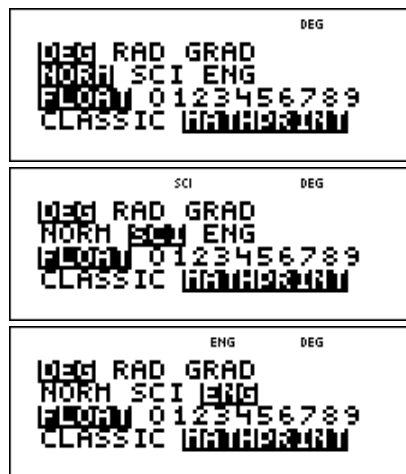 DEG
DEG RAD GRAD
NORM SCI ENG
FLOAT 0123456789
CLASSIC MATHPRINT
SCI DEG
DEG RAD GRAD
NORM SCI ENG
FLOAT 0123456789
CLASSIC MATHPRINT
ENG DEG
DEG RAD GRAD
NORM SCI ENG
FLOAT 0123456789
CLASSIC MATHPRINT